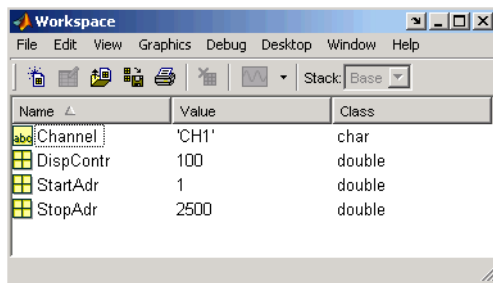 Workspace
File Edit View Graphics Debug Desktop Window Help
Stack: Base
Name Value Class
abc Channel 'CH1' char
DispContr 100 double
StartAdr 1 double
StopAdr 2500 double